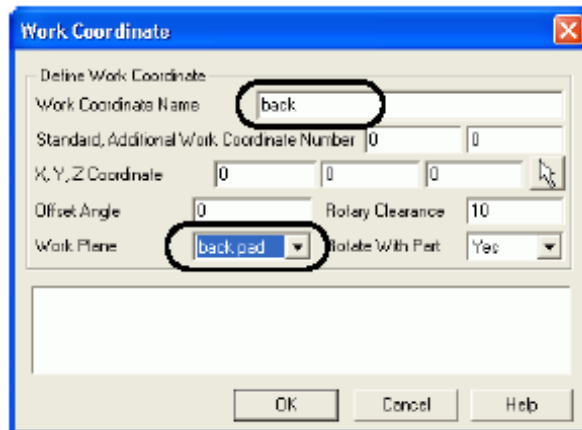 Work Coordinate
Define Work Coordinate
Work Coordinate Name back
Standard, Additional Work Coordinate Number 0 0
X, Y, Z Coordinate 0 0 0
Offset Angle 0 Rotary Clearance 10
Work Plane back pad Rotate With Part Yes
OK Cancel Help